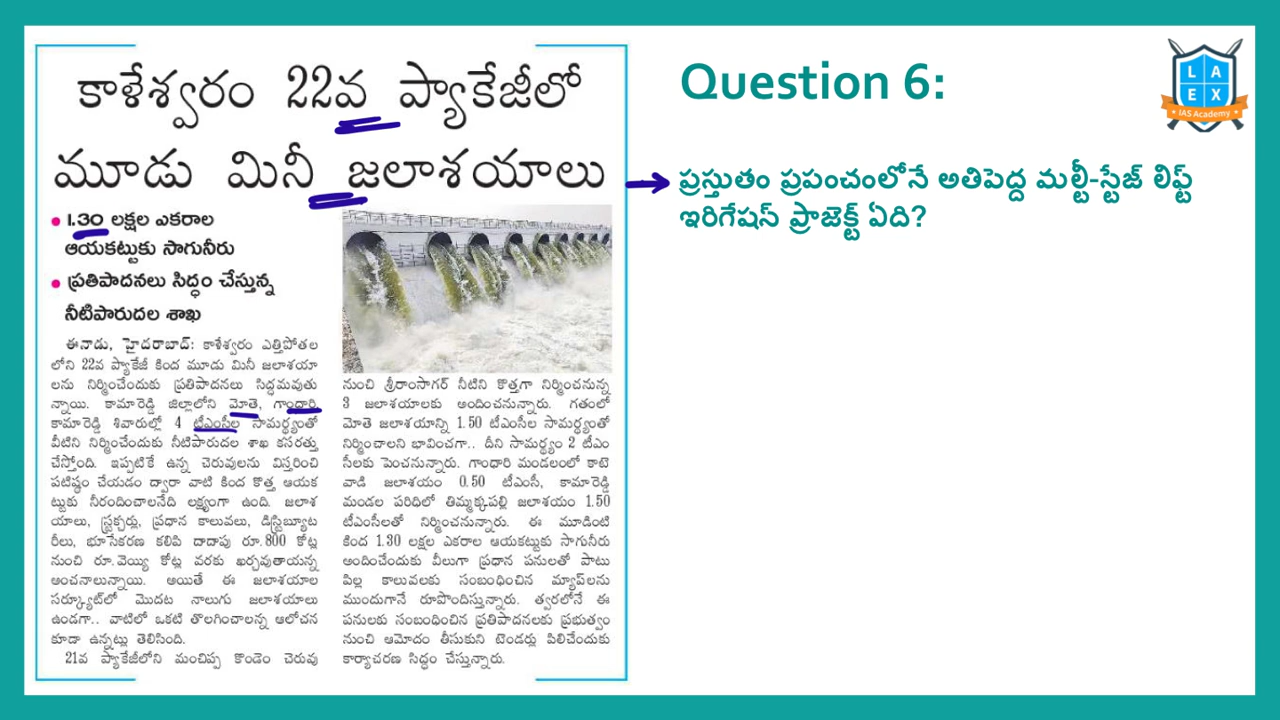 కాళేశ్వరం 22వ ప్యాకేజీలో
మూడు మినీ జలాశయాలు
• 1.30 లక్షల ఎకరాల
ఆయకట్టుకు సాగునీరు
• ప్రతిపాదనలు సిద్ధం చేస్తున్న
నీటిపారుదల శాఖ
ఈనాడు, హైదరాబాద్: కాళేశ్వరం ఎత్తిపోతల
లోని 22వ ప్యాకేజీ కింద మూడు మినీ జలాశయా
లను నిర్మించేందుకు ప్రతిపాదనలు సిద్ధమవుతు
న్నాయి. కామారెడ్డి జిల్లాలోని మోతె, గాంధారి,
కామారెడ్డి శివారుల్లో 4 టీఎంసీల సామర్థ్యంతో
వీటిని నిర్మించేందుకు నీటిపారుదల శాఖ కసరత్తు
చేస్తోంది. ఇప్పటికే ఉన్న చెరువులను విస్తరించి
పటిష్ఠం చేయడం ద్వారా వాటి కింద కొత్త ఆయక
ట్టుకు నీరందించాలనేది లక్ష్యంగా ఉంది. జలాశ
యాలు, స్ట్రక్చర్లు, ప్రధాన కాలువలు, డిస్ట్రిబ్యూట
రీలు, భూసేకరణ కలిపి దాదాపు రూ.800 కోట్ల
నుంచి రూ.వెయ్యి కోట్ల వరకు ఖర్చవుతాయన్న
అంచనాలున్నాయి. అయితే ఈ జలాశయాల
సర్క్యూట్‌లో మొదట నాలుగు జలాశయాలు
ఉండగా.. వాటిలో ఒకటి తొలగించాలన్న ఆలోచన
కూడా ఉన్నట్లు తెలిసింది.
21వ ప్యాకేజీలోని మంచిప్ప కొండెం చెరువు
నుంచి శ్రీరాంసాగర్ నీటిని కొత్తగా నిర్మించనున్న
3 జలాశయాలకు అందించనున్నారు. గతంలో
మోతె జలాశయాన్ని 1.50 టీఎంసీల సామర్థ్యంతో
నిర్మించాలని భావించగా.. దీని సామర్థ్యం 2 టీఎం
సీలకు పెంచనున్నారు. గాంధారి మండలంలో కాటె
వాడి జలాశయం 0.50 టీఎంసీ, కామారెడ్డి
మండల పరిధిలో తిమ్మక్కపల్లి జలాశయం 1.50
టీఎంసీలతో నిర్మించనున్నారు. ఈ మూడింటి
కింద 1.30 లక్షల ఎకరాల ఆయకట్టుకు సాగునీరు
అందించేందుకు వీలుగా ప్రధాన పనులతో పాటు
పిల్ల కాలువలకు సంబంధించిన మ్యాప్‌లను
ముందుగానే రూపొందిస్తున్నారు. త్వరలోనే ఈ
పనులకు సంబంధించిన ప్రతిపాదనలకు ప్రభుత్వం
నుంచి ఆమోదం తీసుకుని టెండర్లు పిలిచేందుకు
కార్యాచరణ సిద్ధం చేస్తున్నారు.
Question 6:
ప్రస్తుతం ప్రపంచంలోనే అతిపెద్ద మల్టీ-స్టేజ్ లిఫ్ట్
ఇరిగేషస్ ప్రాజెక్ట్ ఏది?
L A
E X
IAS Academy